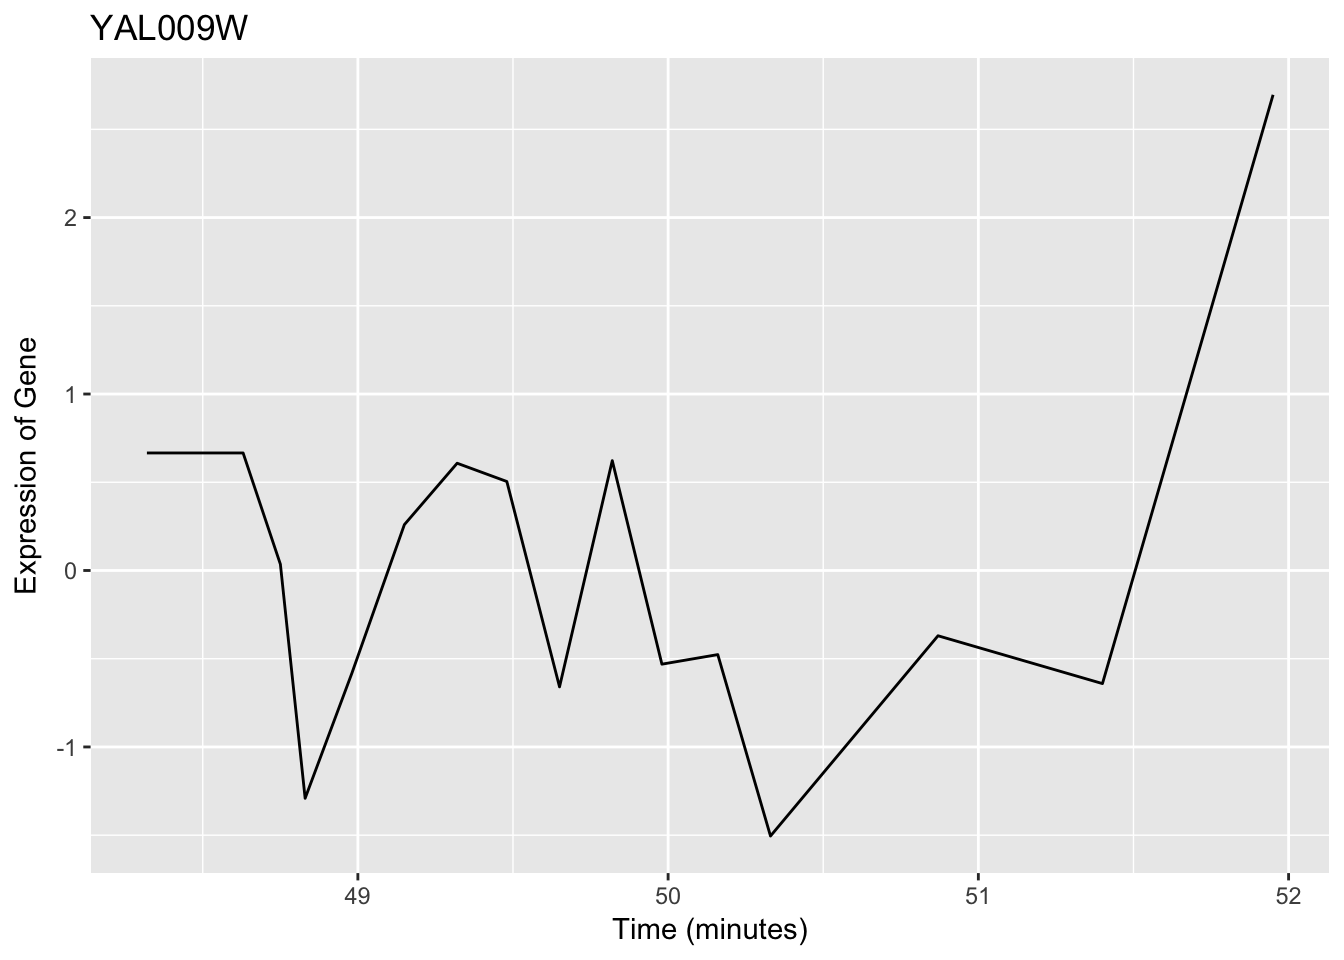 YAL009W
2
1
0
-1
Expression of Gene
49 50 51 52
Time (minutes)